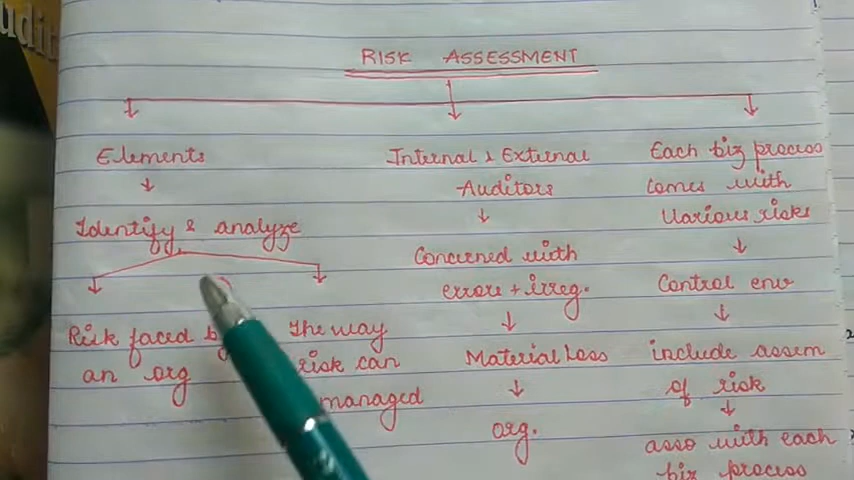 udit
RISK ASSESSMENT
Elements
Identify & analyze
Risk faced
an org
the way
risk can
managed
Internal & External
Auditors
Concerned with
errors + irreg.
Material Loss
org.
Each biz process
comes with
Various risks
Control env
include assem
of risk
asso with each
biz process